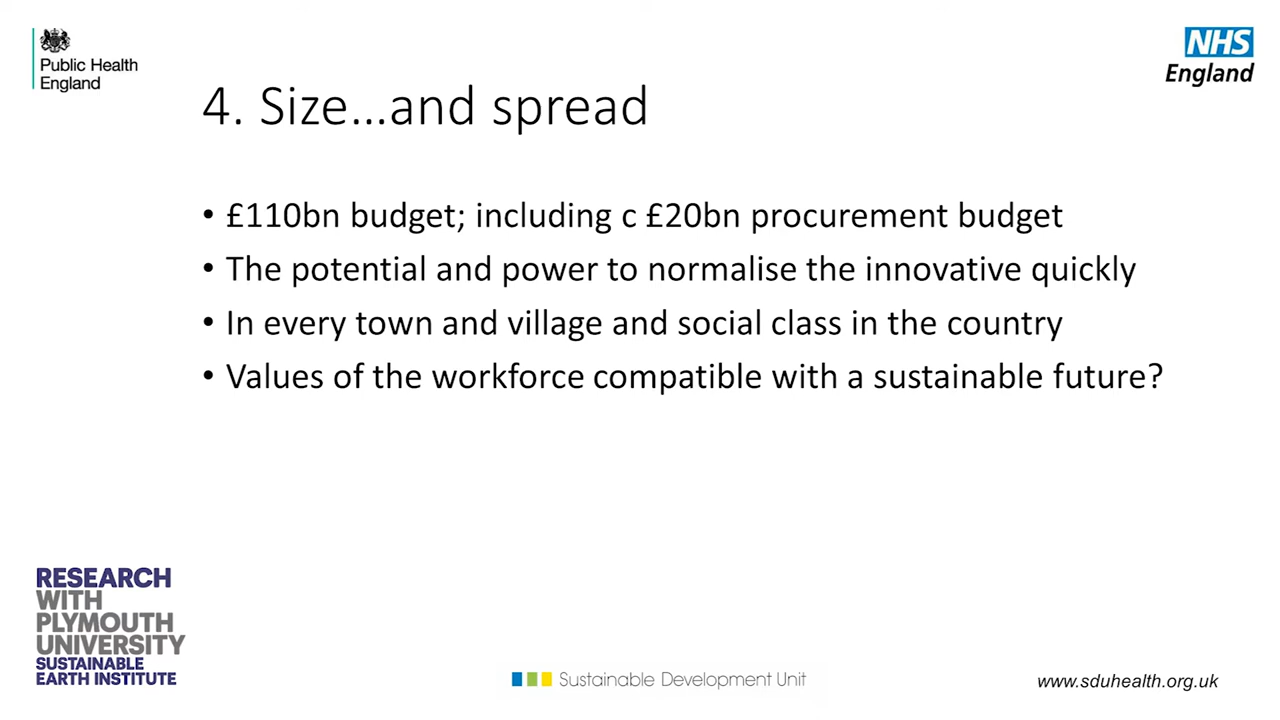 Public Health
England
NHS
England
4. Size...and spread
• £110bn budget; including c £20bn procurement budget
• The potential and power to normalise the innovative quickly
• In every town and village and social class in the country
• Values of the workforce compatible with a sustainable future?
RESEARCH
WITH
PLYMOUTH
UNIVERSITY
SUSTAINABLE
EARTH INSTITUTE
Sustainable Development Unit
www.sduhealth.org.uk